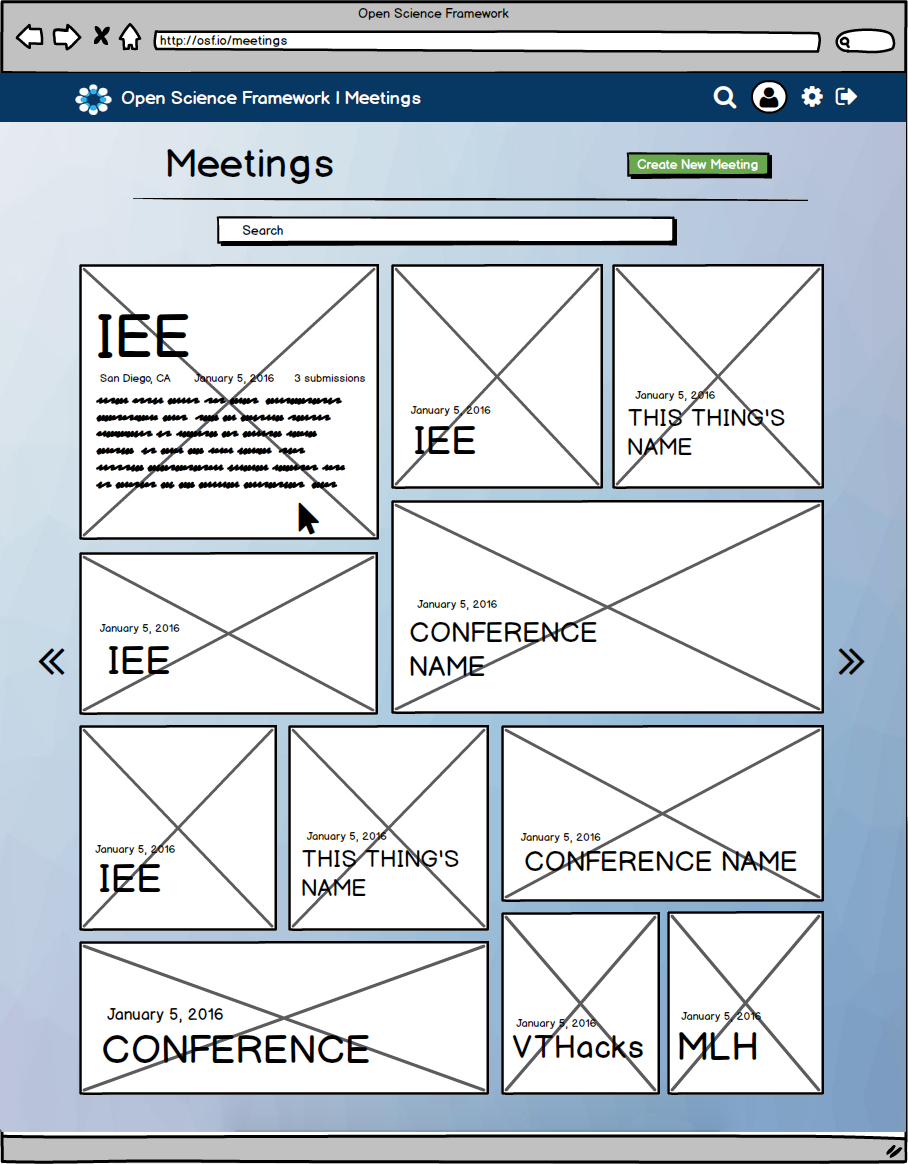 Open Science Framework
http://osf.io/meetings
Open Science Framework | Meetings
Meetings
Create New Meeting
Search
IEE
San Diego, CA January 5, 2016 3 submissions
January 5, 2016
IEE
January 5, 2016
THIS THING'S
NAME
January 5, 2016
IEE
January 5, 2016
CONFERENCE
NAME
January 5, 2016
IEE
January 5, 2016
THIS THING'S
NAME
January 5, 2016
CONFERENCE NAME
January 5, 2016
CONFERENCE
January 5, 2016
VTHacks
January 5, 2016
MLH